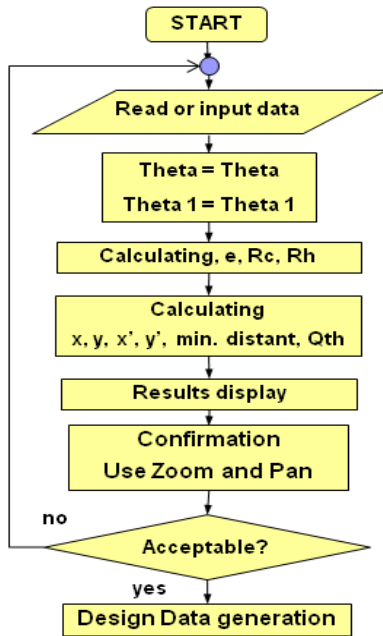 START
Read or input data
Theta = Theta
Theta 1 = Theta 1
Calculating, e, Rc, Rh
Calculating
x, y, x', y', min. distant, Qth
Results display
Confirmation
Use Zoom and Pan
no
Acceptable?
yes
Design Data generation